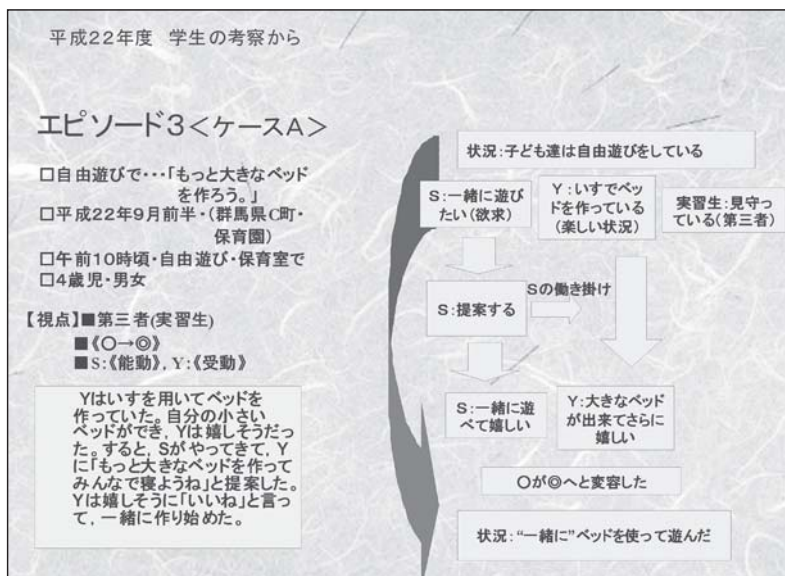 平成22年度 学生の考察から
エピソード3<ケースA>
□自由遊びで・・・「もっと大きなベッド
を作ろう。」
□平成22年9月前半・(群馬県C町・
保育園)
□午前10時頃・自由遊び・保育室で
□4歳児・男女
【視点】■第三者(実習生)
■《○→◎》
■S:《能動》, Y:《受動》
Yはいすを用いてベッドを
作っていた。自分の小さい
ベッドができ,Yは嬉しそうだっ
た。すると,Sがやってきて,Y
に「もっと大きなベッドを作って
みんなで寝ようね」と提案した。
Yは嬉しそうに「いいね」と言っ
て,一緒に作り始めた。
状況:子ども達は自由遊びをしている
S:一緒に遊び
たい(欲求)
Y:いすでベッ
ドを作っている
(楽しい状況)
実習生:見守っ
ている(第三者)
S:提案する
Sの働き掛け
S:一緒に遊
べて嬉しい
Y:大きなベッド
が出来てさらに
嬉しい
○が◎へと変容した
状況:“一緒に”ベッドを使って遊んだ